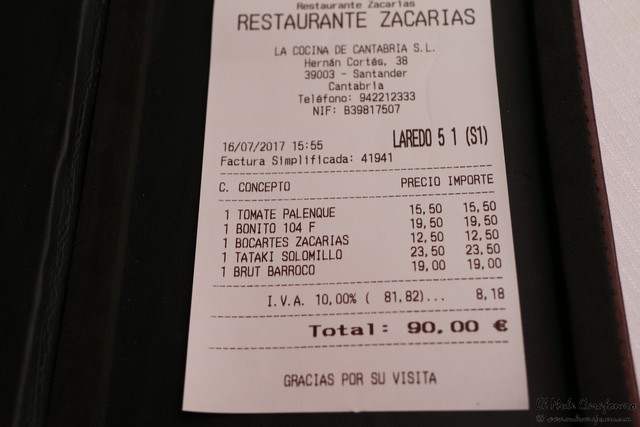 Restaurante Zacarias
RESTAURANTE ZACARIAS
LA COCINA DE CANTABRIA S.L.
Hernán Cortés, 38
39003 - Santander
Cantabria
Teléfono: 942212333
NIF: B39817507
16/07/2017 15:55 LAREDO 5 1 (S1)
Factura Simplificada: 41941
C. CONCEPTO PRECIO IMPORTE
1 TOMATE PALENQUE 15,50 15,50
1 BONITO 104 F 19,50 19,50
1 BOCARTES ZACARIAS 12,50 12,50
1 TATAKI SOLOMILLO 23,50 23,50
1 BRUT BARROCO 19,00 19,00
I.V.A. 10,00% ( 81,82)... 8,18
Total: 90,00 €
GRACIAS POR SU VISITA